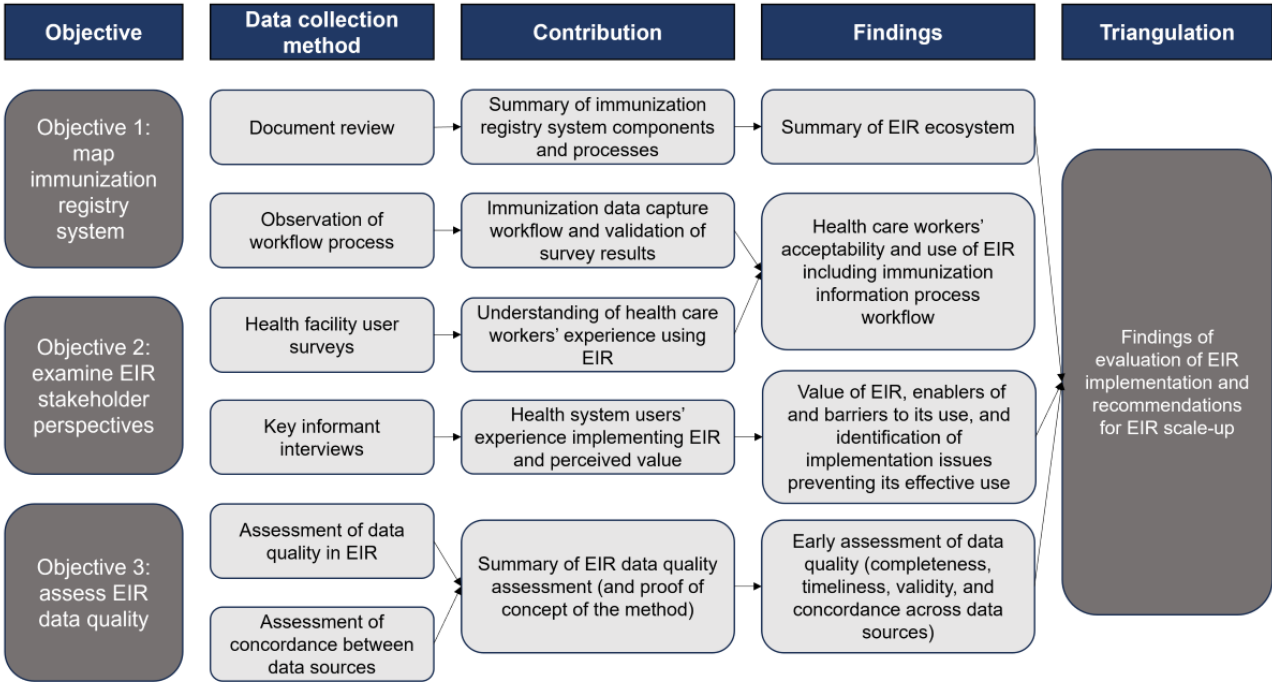 Objective
Data collection
method
Contribution
Findings
Triangulation
Objective 1:
map
immunization
registry
system
Objective 2:
examine EIR
stakeholder
perspectives
Objective 3:
assess EIR
data quality
Document review
Observation of
workflow process
Health facility user
surveys
Key informant
interviews
Assessment of data
quality in EIR
Assessment of
concordance between
data sources
Summary of immunization
registry system components
and processes
Immunization data capture
workflow and validation of
survey results
Understanding of health care
workers’ experience using
EIR
Health system users’
experience implementing EIR
and perceived value
Summary of EIR data quality
assessment (and proof of
concept of the method)
Summary of EIR ecosystem
Health care workers’
acceptability and use of EIR
including immunization
information process
workflow
Value of EIR, enablers of
and barriers to its use, and
identification of
implementation issues
preventing its effective use
Early assessment of data
quality (completeness,
timeliness, validity, and
concordance across data
sources)
Findings of
evaluation of EIR
implementation and
recommendations
for EIR scale-up